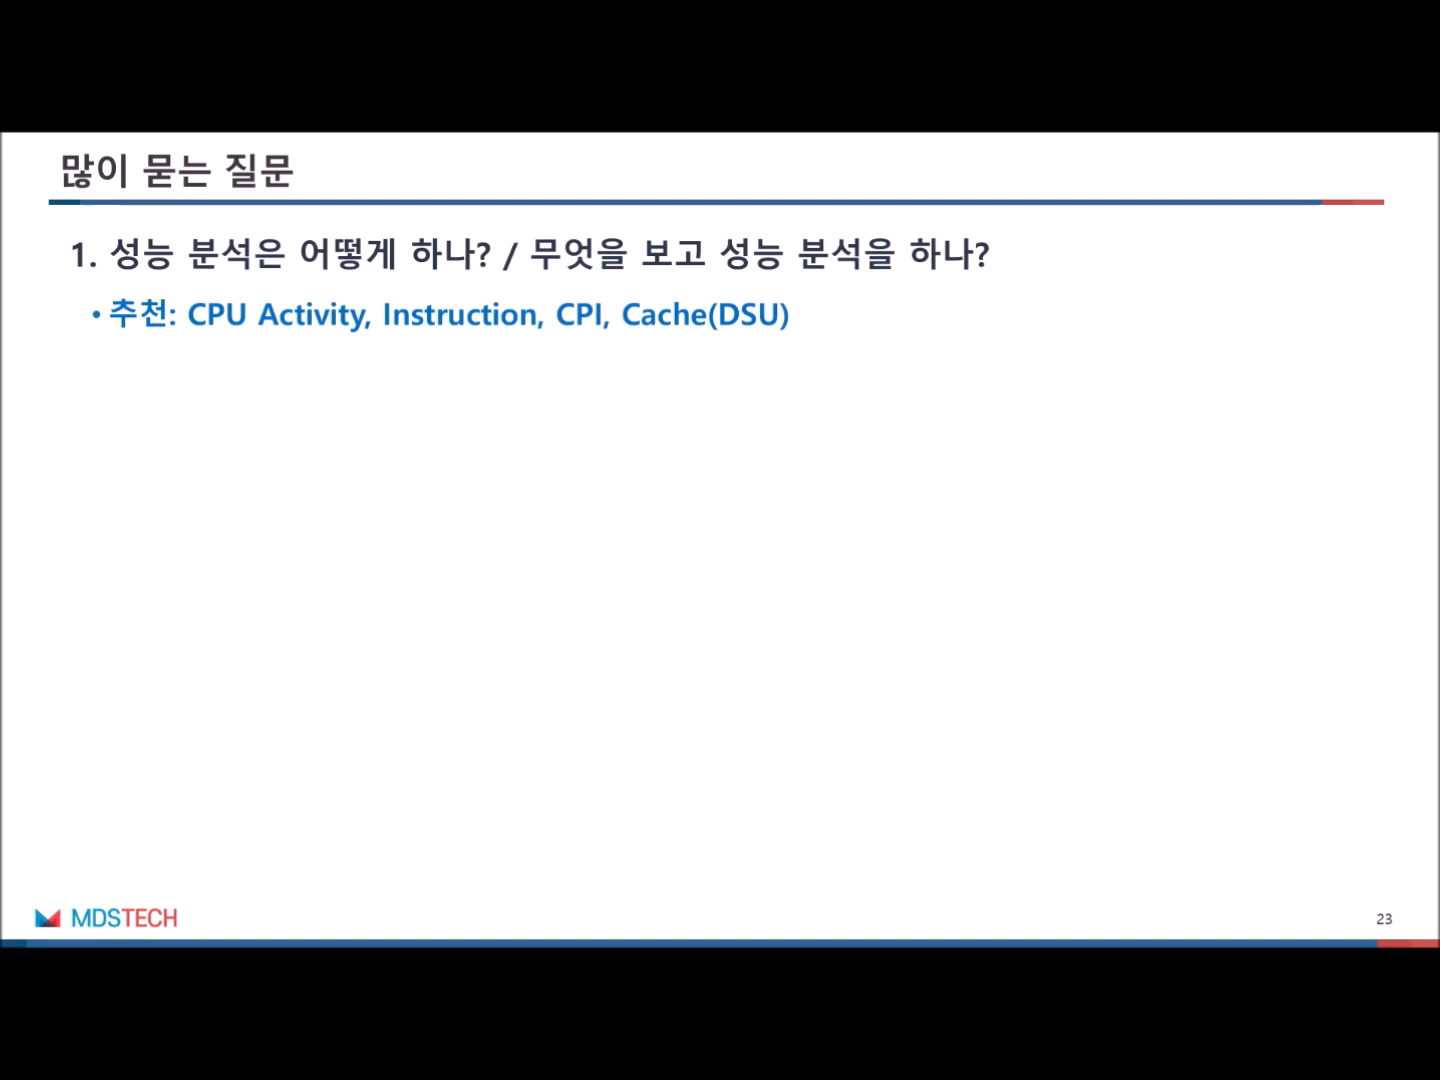 많이 묻는 질문
1. 성능 분석은 어떻게 하나? / 무엇을 보고 성능 분석을 하나?
• 추천: CPU Activity, Instruction, CPI, Cache(DSU)
MDSTECH
23